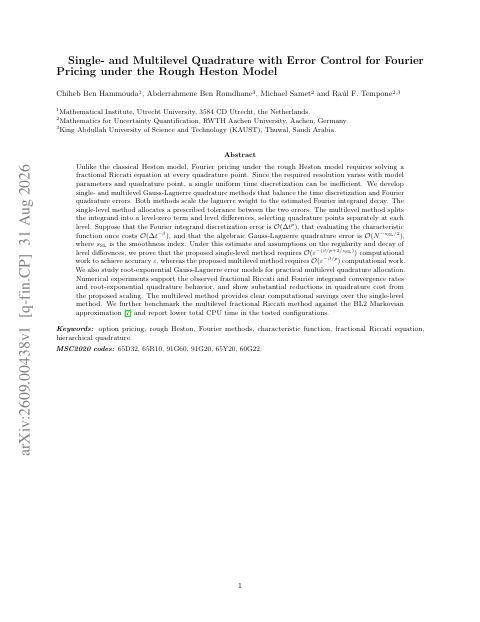 Single- and Multilevel Quadrature with Error Control for Fourier
Pricing under the Rough Heston Model
Chiheb Ben Hammouda¹, Abderrahmene Ben Romdhane³, Michael Samet² and Raúl F. Tempone²,³
¹Mathematical Institute, Utrecht University, 3584 CD Utrecht, the Netherlands.
²Mathematics for Uncertainty Quantification, RWTH Aachen University, Aachen, Germany.
³King Abdullah University of Science and Technology (KAUST), Thuwal, Saudi Arabia.
Abstract
Unlike the classical Heston model, Fourier pricing under the rough Heston model requires solving a
fractional Riccati equation at every quadrature point. Since the required resolution varies with model
parameters and quadrature point, a single uniform time discretization can be inefficient. We develop
single- and multilevel Gauss-Laguerre quadrature methods that balance the time discretization and Fourier
quadrature errors. Both methods scale the laguerre weight to the estimated Fourier integrand decay. The
single-level method allocates a prescribed tolerance between the two errors. The multilevel method splits
the integrand into a level-zero term and level differences, selecting quadrature points separately at each
level. Suppose that the Fourier integrand discretization error is O(Δtᵖ), that evaluating the characteristic
function once costs O(Δt^{-β}), and that the algebraic Gauss-Laguerre quadrature error is O(N^{-s_{GL}/2}),
where s_{GL} is the smoothness index. Under this estimate and assumptions on the regularity and decay of
level differences, we prove that the proposed single-level method requires O(ε^{-(β/p+2/s_{GL})}) computational
work to achieve accuracy ε, whereas the proposed multilevel method requires O(ε^{-β/p}) computational work.
We also study root-exponential Gauss-Laguerre error models for practical multilevel quadrature allocation.
Numerical experiments support the observed fractional Riccati and Fourier integrand convergence rates
and root-exponential quadrature behavior, and show substantial reductions in quadrature cost from
the proposed scaling. The multilevel method provides clear computational savings over the single-level
method. We further benchmark the multilevel fractional Riccati method against the BL2 Markovian
approximation [7] and report lower total CPU time in the tested configurations.
Keywords: option pricing, rough Heston, Fourier methods, characteristic function, fractional Riccati equation,
hierarchical quadrature.
MSC2020 codes: 65D32, 65R10, 91G60, 91G20, 65Y20, 60G22.
arXiv:2609.00438v1 [q-fin.CP] 31 Aug 2026
1